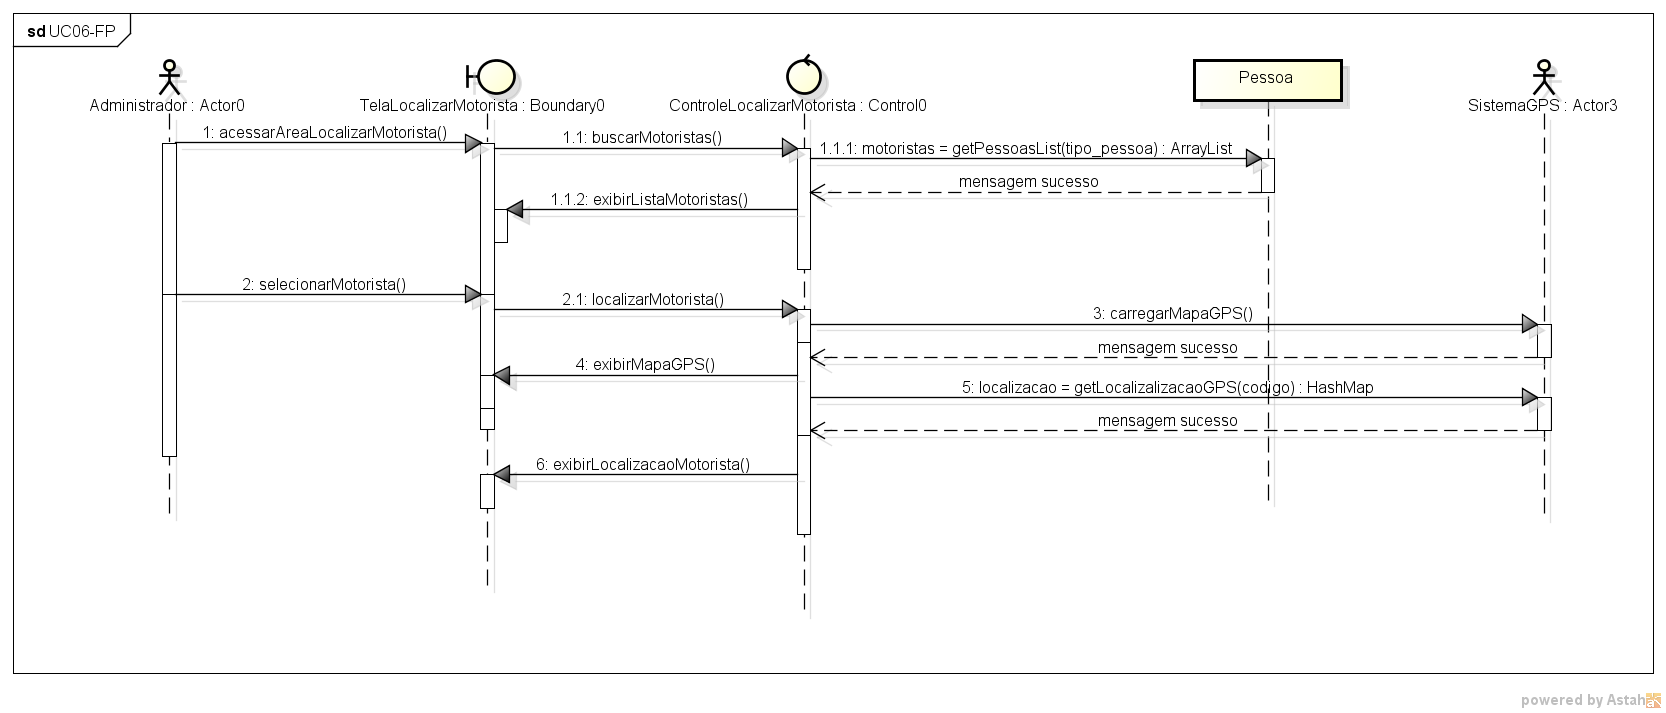 sd UC06-FP
Administrador : Actor0
TelaLocalizarMotorista : Boundary0
ControleLocalizarMotorista : Control0
Pessoa
SistemaGPS : Actor3
1: acessarAreaLocalizarMotorista()
1.1: buscarMotoristas()
1.1.1: motoristas = getPessoasList(tipo_pessoa) : ArrayList
mensagem sucesso
1.1.2: exibirListaMotoristas()
2: selecionarMotorista()
2.1: localizarMotorista()
3: carregarMapaGPS()
mensagem sucesso
4: exibirMapaGPS()
5: localizacao = getLocalizalizacaoGPS(codigo) : HashMap
mensagem sucesso
6: exibirLocalizacaoMotorista()
powered by Astah